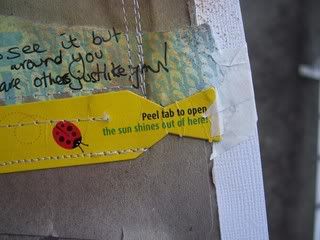 see it but
around you
are others just like you!
Peel tab to open
the sun shines out of here!